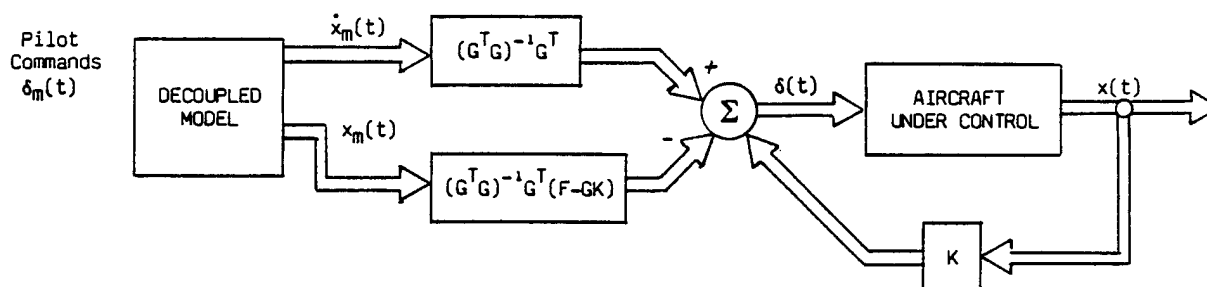 Pilot
Commands
δₘ(t)
DECOUPLED
MODEL
ẋₘ(t)
xₘ(t)
(GᵀG)⁻¹Gᵀ
(GᵀG)⁻¹Gᵀ(F-GK)
+
-
Σ
δ(t)
AIRCRAFT
UNDER CONTROL
x(t)
K